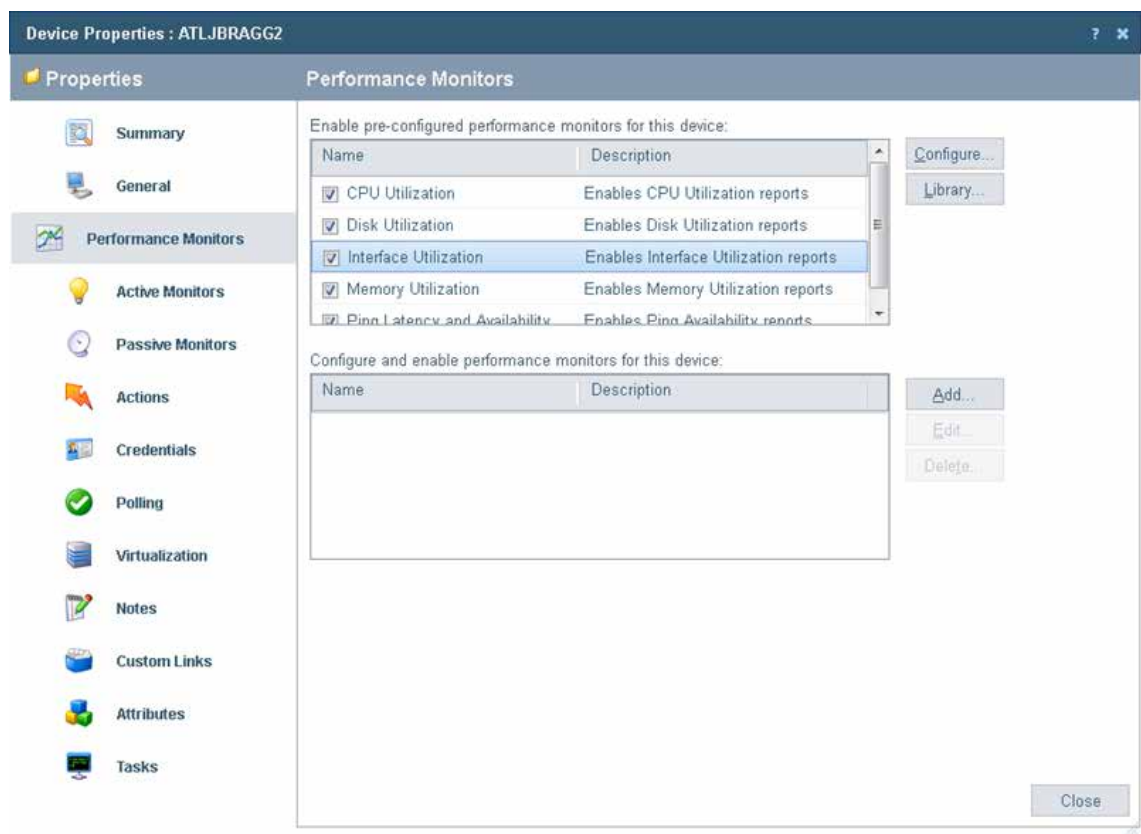 Device Properties : ATLJBRAGG2 ?
Properties
Performance Monitors
Summary
General
Performance Monitors
Active Monitors
Passive Monitors
Actions
Credentials
Polling
Virtualization
Notes
Custom Links
Attributes
Tasks
Enable pre-configured performance monitors for this device:
Name Description
CPU Utilization Enables CPU Utilization reports
Disk Utilization Enables Disk Utilization reports
Interface Utilization Enables Interface Utilization reports
Memory Utilization Enables Memory Utilization reports
Ping Latency and Availability Enables Ping Availability reports
Configure...
Library...
Configure and enable performance monitors for this device:
Name Description
Add...
Edit...
Delete...
Close